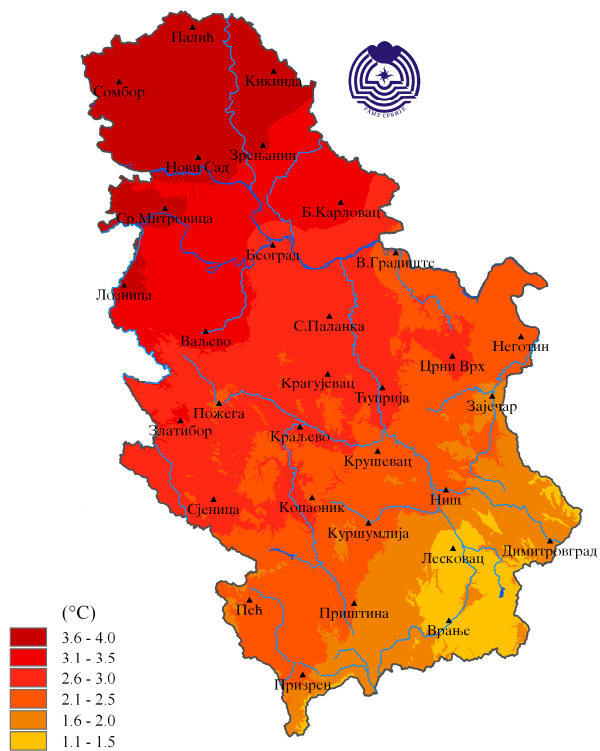 Палић
Кикинда
Сомбор
РХМЗ СРБИЈЕ
Зрењанин
Нови Сад
Б.Карловац
Ср.Митровица
Београд
В.Градиште
Лозница
С.Паланка
Ваљево
Неготин
Црни Врх
Крагујевац
Ћуприја
Зајечар
Пожега
Златибор
Краљево
Крушевац
Ниш
Сјеница
Копаоник
Куршумлија
Димитровград
Лесковац
Пећ
Приштина
Врање
Призрен
(°C)
3.6 - 4.0
3.1 - 3.5
2.6 - 3.0
2.1 - 2.5
1.6 - 2.0
1.1 - 1.5